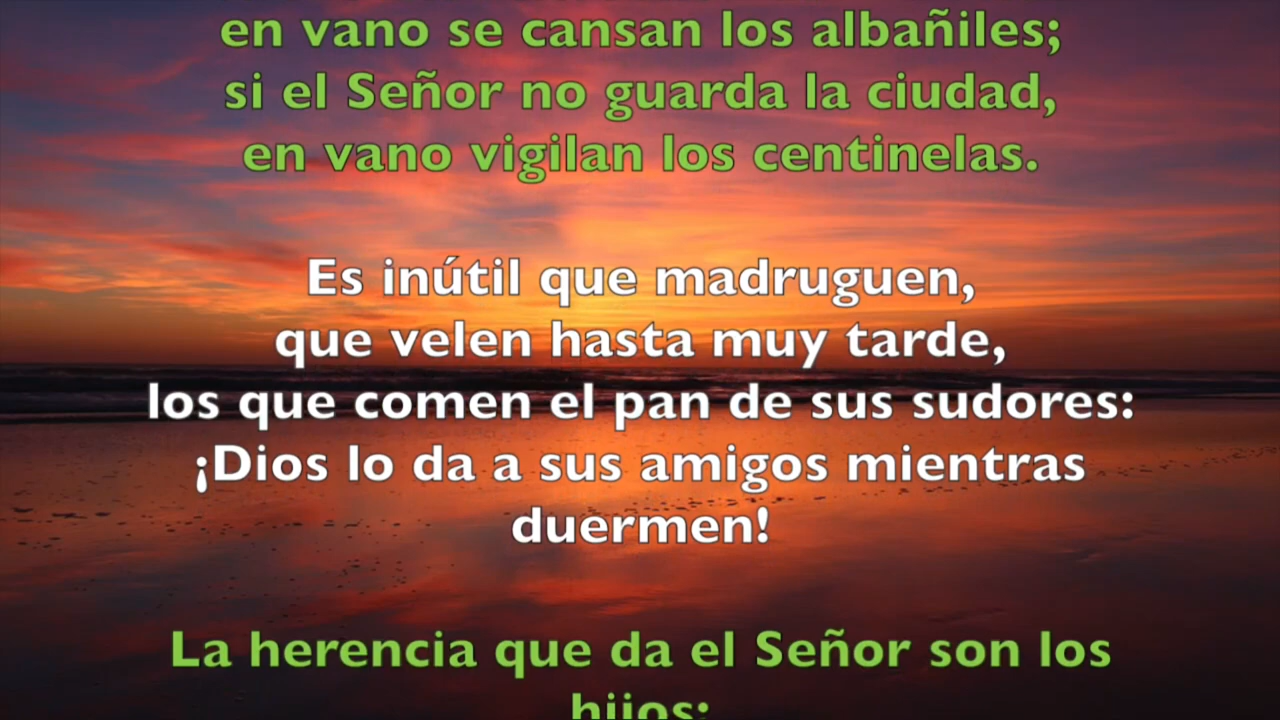 en vano se cansan los albañiles;
si el Señor no guarda la ciudad,
en vano vigilan los centinelas.
Es inútil que madruguen,
que velen hasta muy tarde,
los que comen el pan de sus sudores:
¡Dios lo da a sus amigos mientras
duermen!
La herencia que da el Señor son los
hijos: